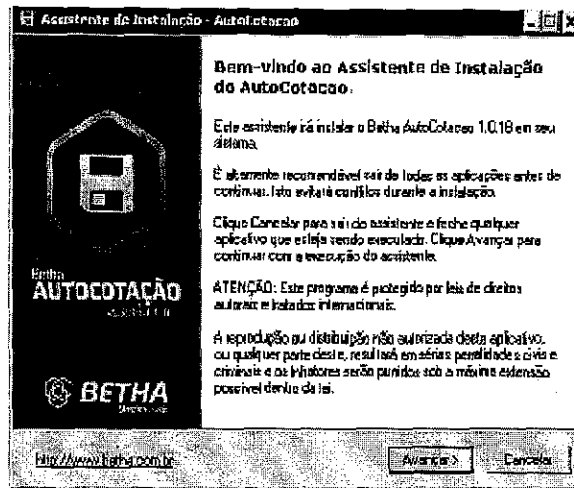 Assistente de Instalação - AutoCotacao
Bem-vindo ao Assistente de Instalação
do AutoCotacao.
Este assistente irá instalar o Betha AutoCotacao 1.0.18 em seu
sistema.
É altamente recomendável sair de todas as aplicações antes de
continuar. Isto evitará conflitos durante a instalação.
Clique Cancelar para sair do assistente e feche qualquer
aplicativo que esteja sendo executado. Clique Avançar para
continuar com a execução do assistente.
ATENÇÃO: Este programa é protegido por leis de direitos
autorais e tratados internacionais.
A reprodução ou distribuição não autorizada deste aplicativo,
ou qualquer parte deste, resultará em sérias penalidades civis e
criminais e os infratores serão punidos sob a máxima extensão
possível dentro da lei.
Betha
AUTOCOTAÇÃO
BETHA
http://www.betha.com.br
Avançar >
Cancelar